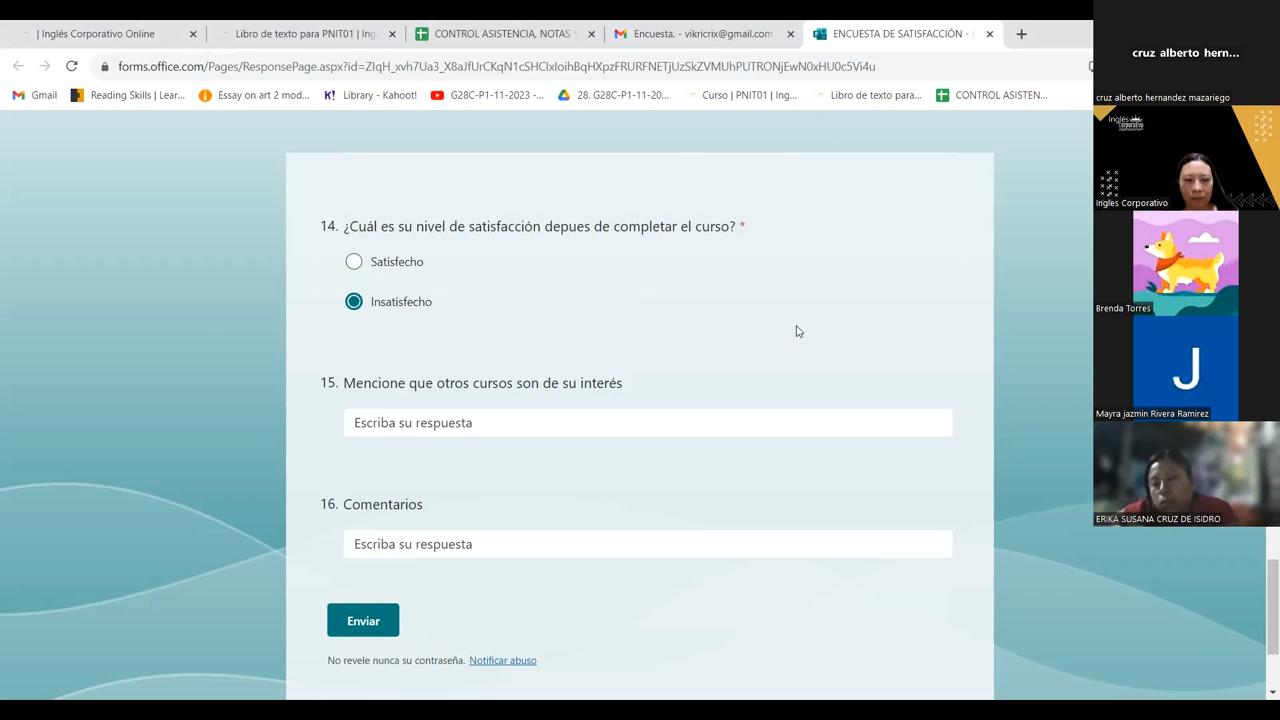 | Inglés Corporativo Online
Libro de texto para PNIT01 | Ing
CONTROL ASISTENCIA, NOTAS Y
Encuesta. - vikricrix@gmail.com
ENCUESTA DE SATISFACCIÓN -
forms.office.com/Pages/ResponsePage.aspx?id=ZIqH_xvh7Ua3_X8aJfUrCKqN1cSHClxIoihBqHXpzFRURFNETjUzSkZVMUhPUTRONjEwN0xHU0c5Vi4u
Gmail
Reading Skills | Lear...
Essay on art 2 mod...
Library - Kahoot!
G28C-P1-11-2023 -...
28. G28C-P1-11-20...
Curso | PNIT01 | Ing...
Libro de texto para...
CONTROL ASISTEN...
14. ¿Cuál es su nivel de satisfacción depues de completar el curso? *
Satisfecho
Insatisfecho
15. Mencione que otros cursos son de su interés
Escriba su respuesta
16. Comentarios
Escriba su respuesta
Enviar
No revele nunca su contraseña. Notificar abuso
cruz alberto hern...
cruz alberto hernandez mazariego
Inglés
Corporativo
Ingles Corporativo
Brenda Torres
J
Mayra jazmin Rivera Ramirez
ERIKA SUSANA CRUZ DE ISIDRO